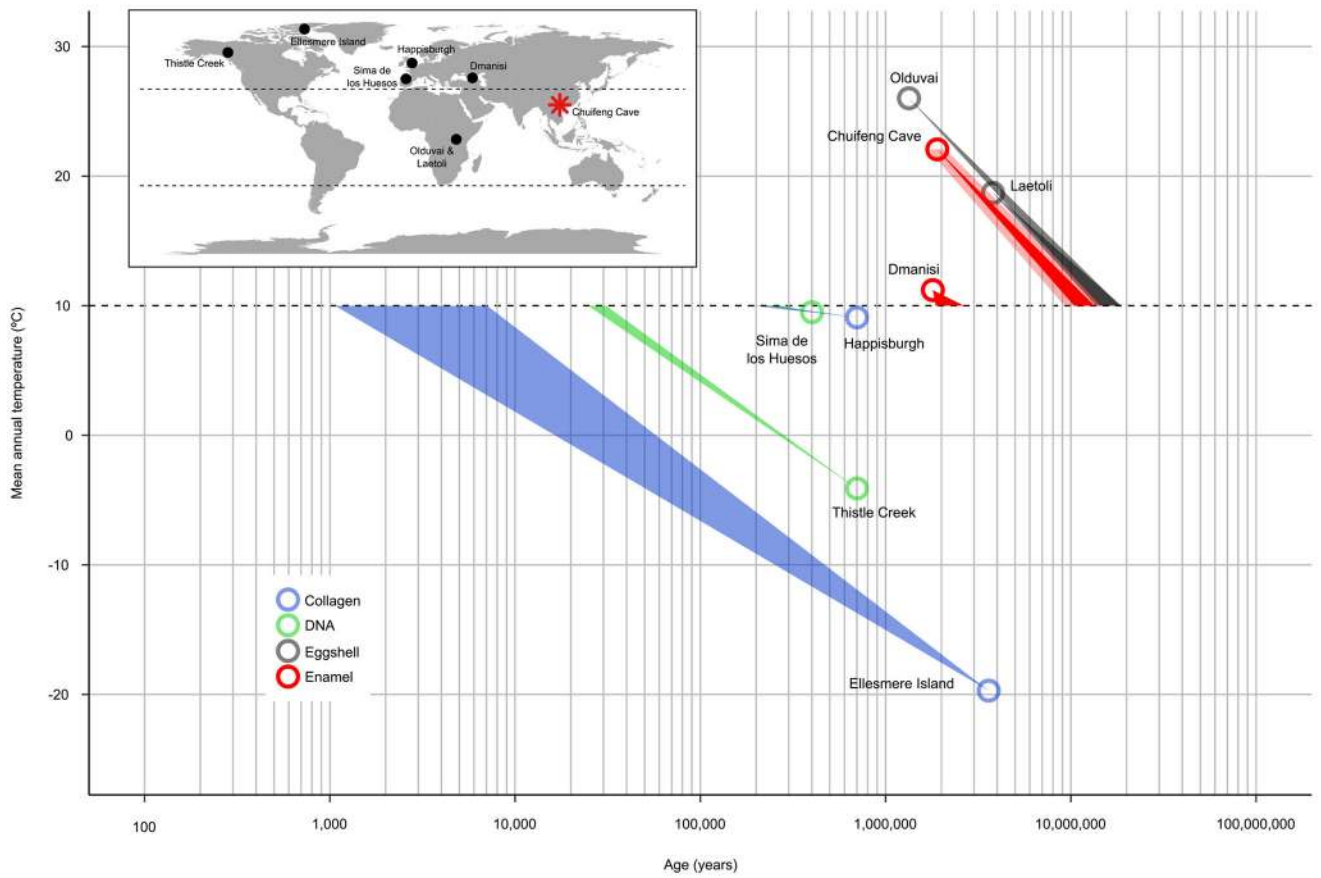 Ellesmere Island
Thistle Creek
Happisburgh
Sima de
los Huesos
Dmanisi
Chuifeng Cave
Olduvai &
Laetoli
30
20
10
0
-10
-20
Mean annual temperature (ºC)
Olduvai
Chuifeng Cave
Laetoli
Dmanisi
Sima de
los Huesos
Happisburgh
Thistle Creek
Ellesmere Island
Collagen
DNA
Eggshell
Enamel
100
1,000
10,000
100,000
1,000,000
10,000,000
100,000,000
Age (years)